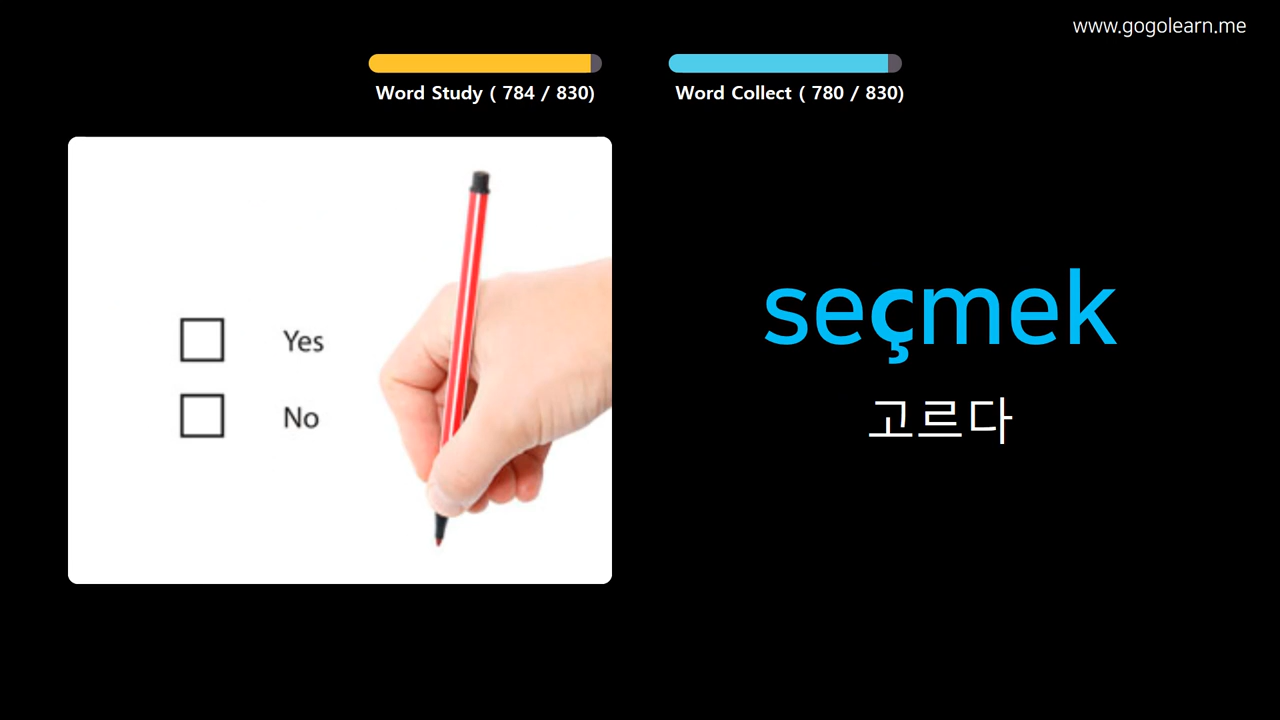 www.gogolearn.me
Word Study ( 784 / 830)
Word Collect ( 780 / 830)
Yes
No
seçmek
고르다